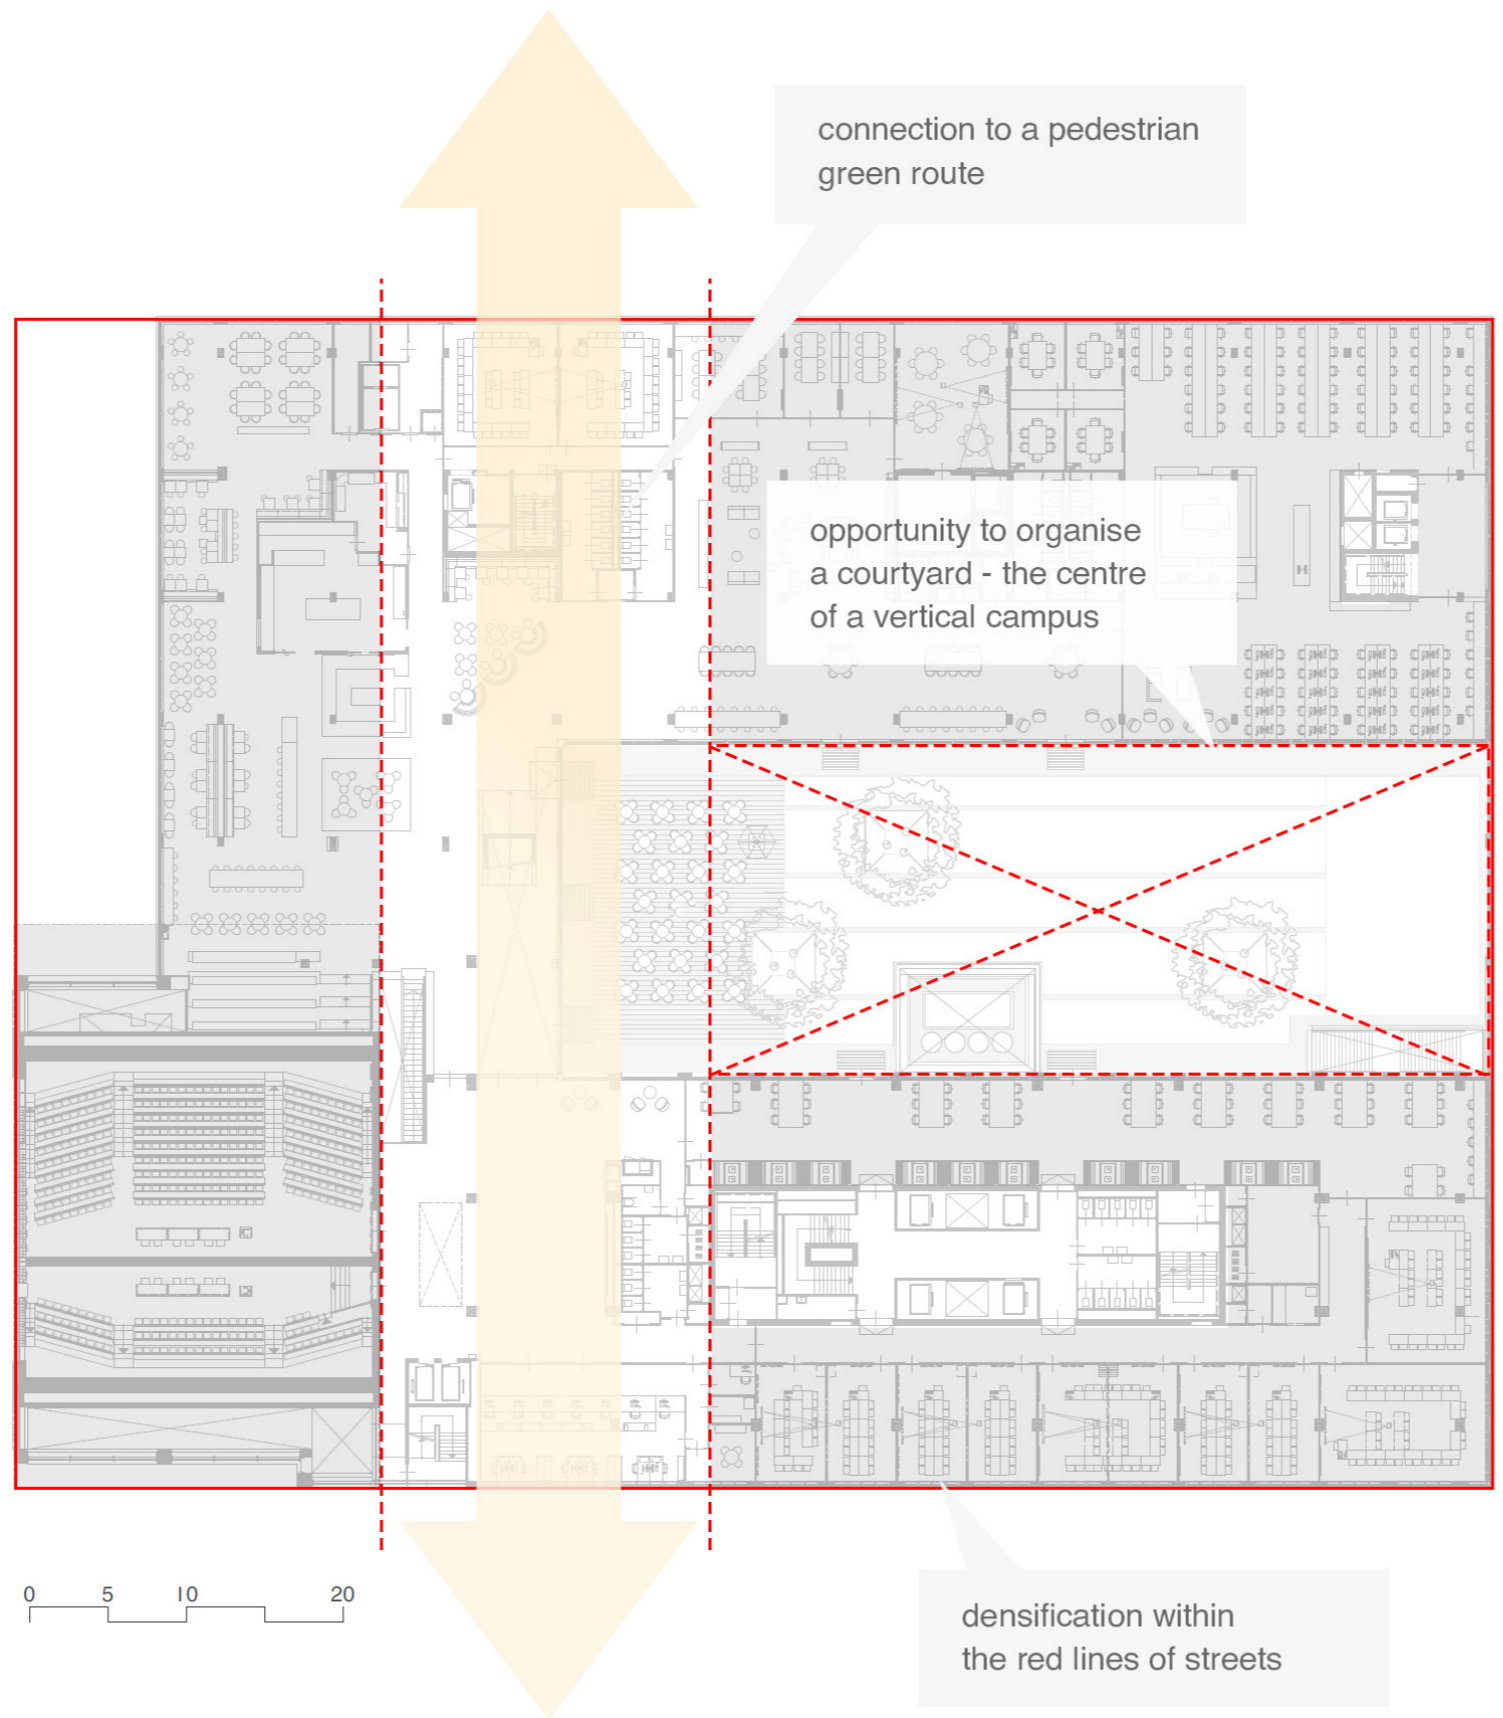 connection to a pedestrian
green route
opportunity to organise
a courtyard - the centre
of a vertical campus
0 5 10 20
densification within
the red lines of streets